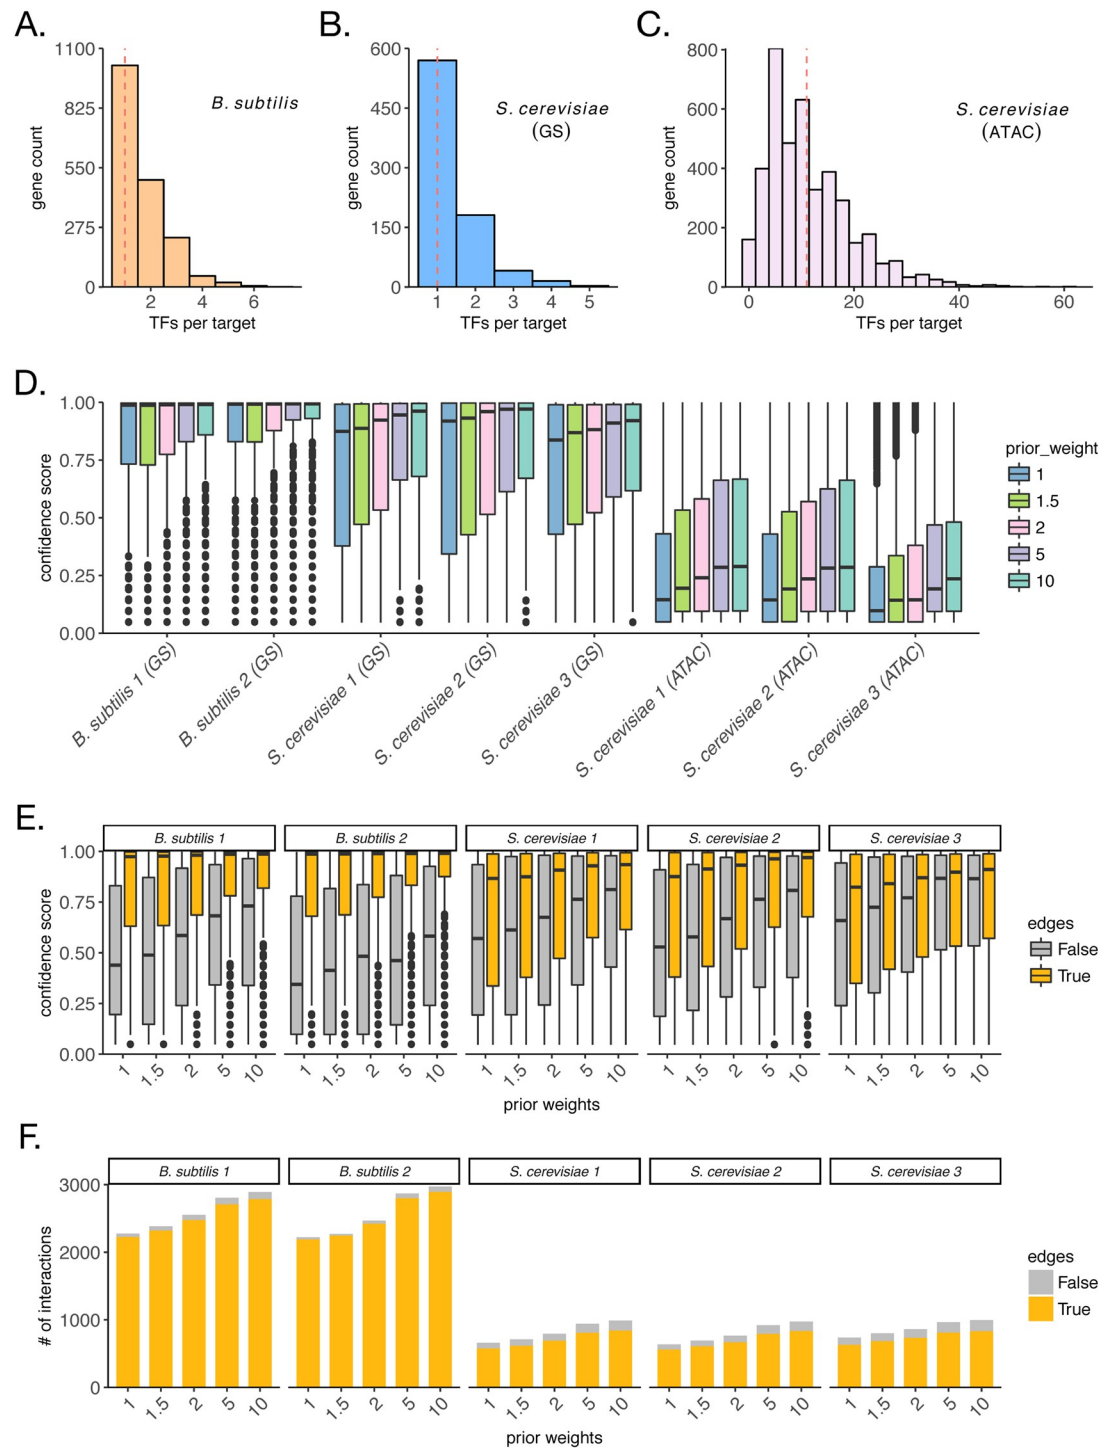 A.
1100
825
550
275
0
gene count
B. subtilis
2
4
6
TFs per target
B.
600
450
300
150
0
gene count
S. cerevisiae
(GS)
1
2
3
4
5
TFs per target
C.
800
600
400
200
0
gene count
S. cerevisiae
(ATAC)
0
20
40
60
TFs per target
D.
1.00
0.75
0.50
0.25
0.00
confidence score
B. subtilis 1 (GS)
B. subtilis 2 (GS)
S. cerevisiae 1 (GS)
S. cerevisiae 2 (GS)
S. cerevisiae 3 (GS)
S. cerevisiae 1 (ATAC)
S. cerevisiae 2 (ATAC)
S. cerevisiae 3 (ATAC)
prior_weight
1
1.5
2
5
10
E.
B. subtilis 1
B. subtilis 2
S. cerevisiae 1
S. cerevisiae 2
S. cerevisiae 3
1.00
0.75
0.50
0.25
0.00
confidence score
1 1.5 2 5 10
1 1.5 2 5 10
1 1.5 2 5 10
1 1.5 2 5 10
1 1.5 2 5 10
prior weights
edges
False
True
F.
B. subtilis 1
B. subtilis 2
S. cerevisiae 1
S. cerevisiae 2
S. cerevisiae 3
3000
2000
1000
0
# of interactions
1 1.5 2 5 10
1 1.5 2 5 10
1 1.5 2 5 10
1 1.5 2 5 10
1 1.5 2 5 10
prior weights
edges
False
True